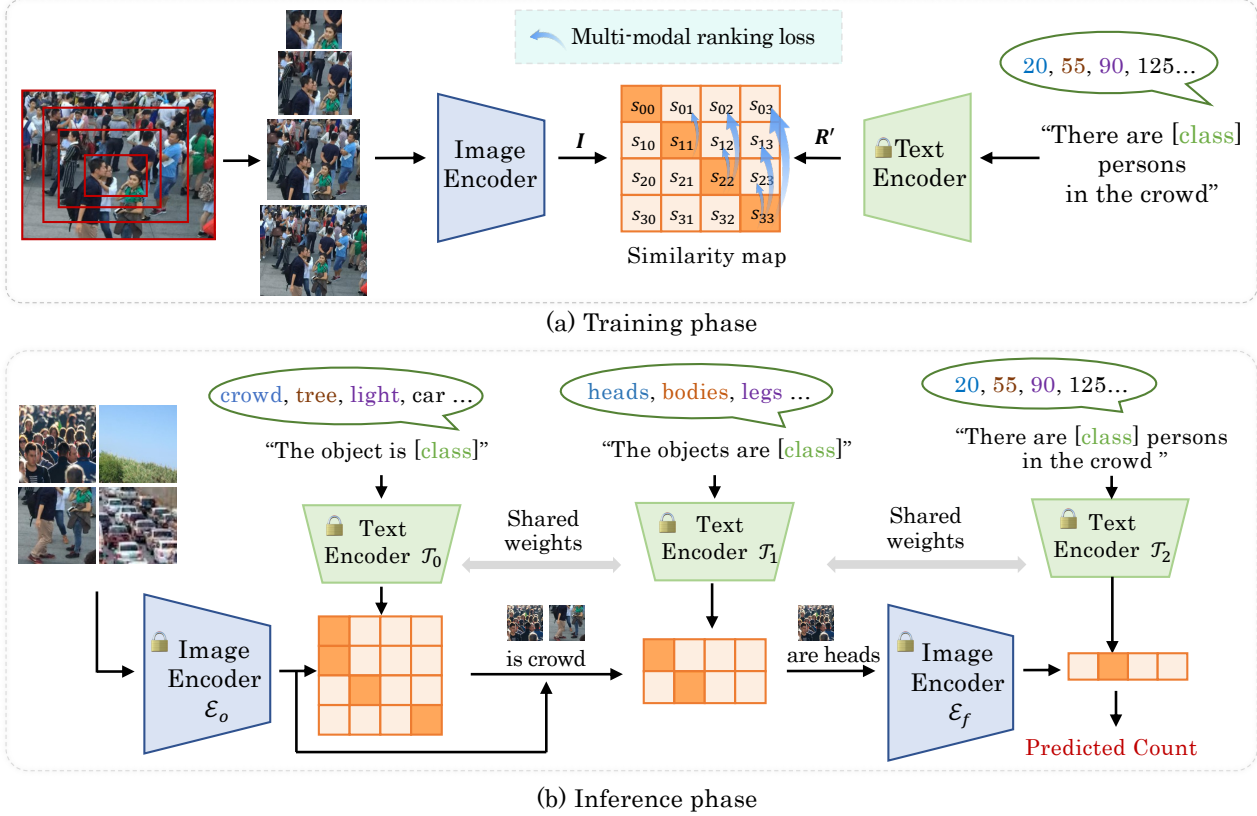 Multi-modal ranking loss
20, 55, 90, 125...
"There are [class]
persons
in the crowd"
Image
Encoder
I
s00 s01 s02 s03
s10 s11 s12 s13
s20 s21 s22 s23
s30 s31 s32 s33
Similarity map
R′
Text
Encoder
(a) Training phase
crowd, tree, light, car ...
"The object is [class]"
heads, bodies, legs ...
"The objects are [class]"
20, 55, 90, 125...
"There are [class] persons
in the crowd "
Text
Encoder 𝒯0
Shared
weights
Text
Encoder 𝒯1
Shared
weights
Text
Encoder 𝒯2
Image
Encoder
ℰo
is crowd
are heads
Image
Encoder
ℰf
Predicted Count
(b) Inference phase